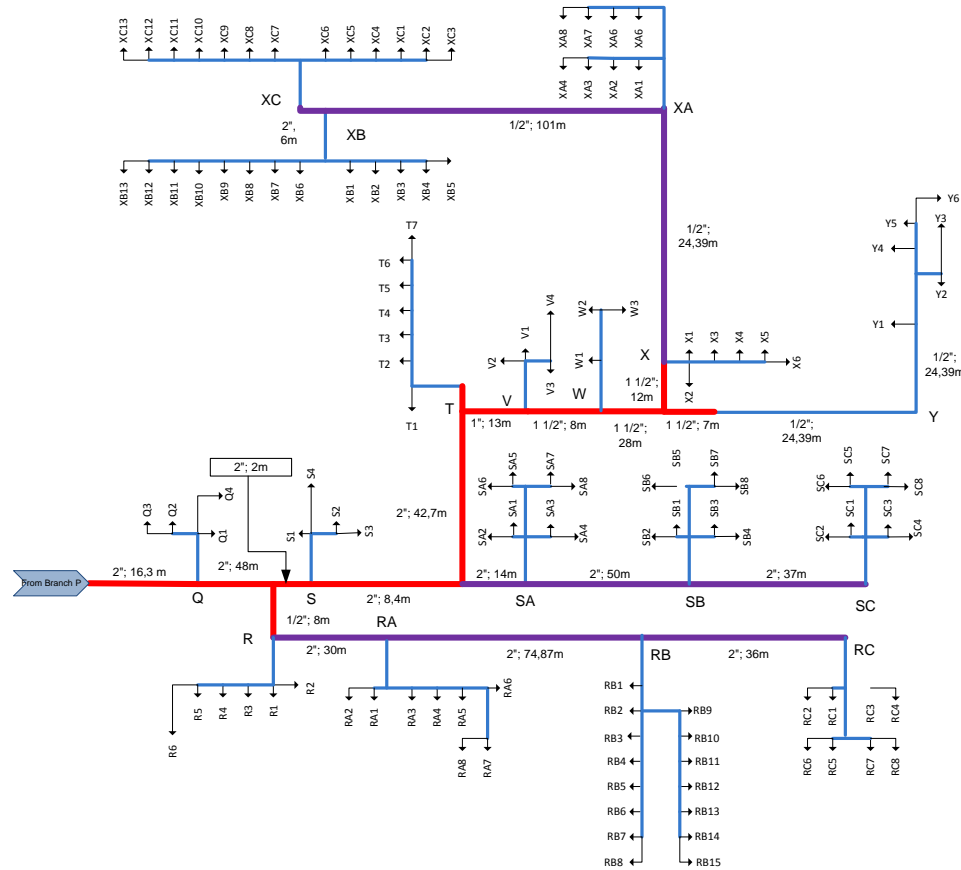 XC13
XC12
XC11
XC10
XC9
XC8
XC7
XC6
XC5
XC4
XC1
XC2
XC3
XA8
XA7
XA6
XA6
XA4
XA3
XA2
XA1
XC
XA
2",
6m
XB
1/2"; 101m
XB13
XB12
XB11
XB10
XB9
XB8
XB7
XB6
XB1
XB2
XB3
XB4
XB5
1/2";
24,39m
Y6
Y5
Y3
Y4
Y2
Y1
T7
T6
T5
T4
T3
T2
T1
V4
V1
V2
V3
W2
W3
W1
X
X1
X3
X4
X5
X6
X2
1/2";
24,39m
1 1/2";
12m
T
V
W
Y
1"; 13m
1 1/2"; 8m
1 1/2";
28m
1 1/2"; 7m
1/2";
24,39m
2"; 2m
Q3
Q2
Q4
Q1
S4
S1
S2
S3
2"; 42,7m
SA5
SA7
SA6
SA8
SA1
SA3
SA2
SA4
SB5
SB7
SB6
SB8
SB1
SB3
SB2
SB4
SC5
SC7
SC6
SC8
SC1
SC3
SC2
SC4
From Branch P
2"; 16,3 m
2"; 48m
2"; 14m
2"; 50m
2"; 37m
Q
S
2"; 8,4m
SA
SB
SC
1/2"; 8m
RA
R
2"; 30m
2"; 74,87m
RB
2"; 36m
RC
R6
R5
R4
R3
R1
R2
RA2
RA1
RA3
RA4
RA5
RA6
RA8
RA7
RB1
RB2
RB9
RB3
RB10
RB4
RB11
RB5
RB12
RB6
RB13
RB7
RB14
RB8
RB15
RC2
RC1
RC3
RC4
RC6
RC5
RC7
RC8